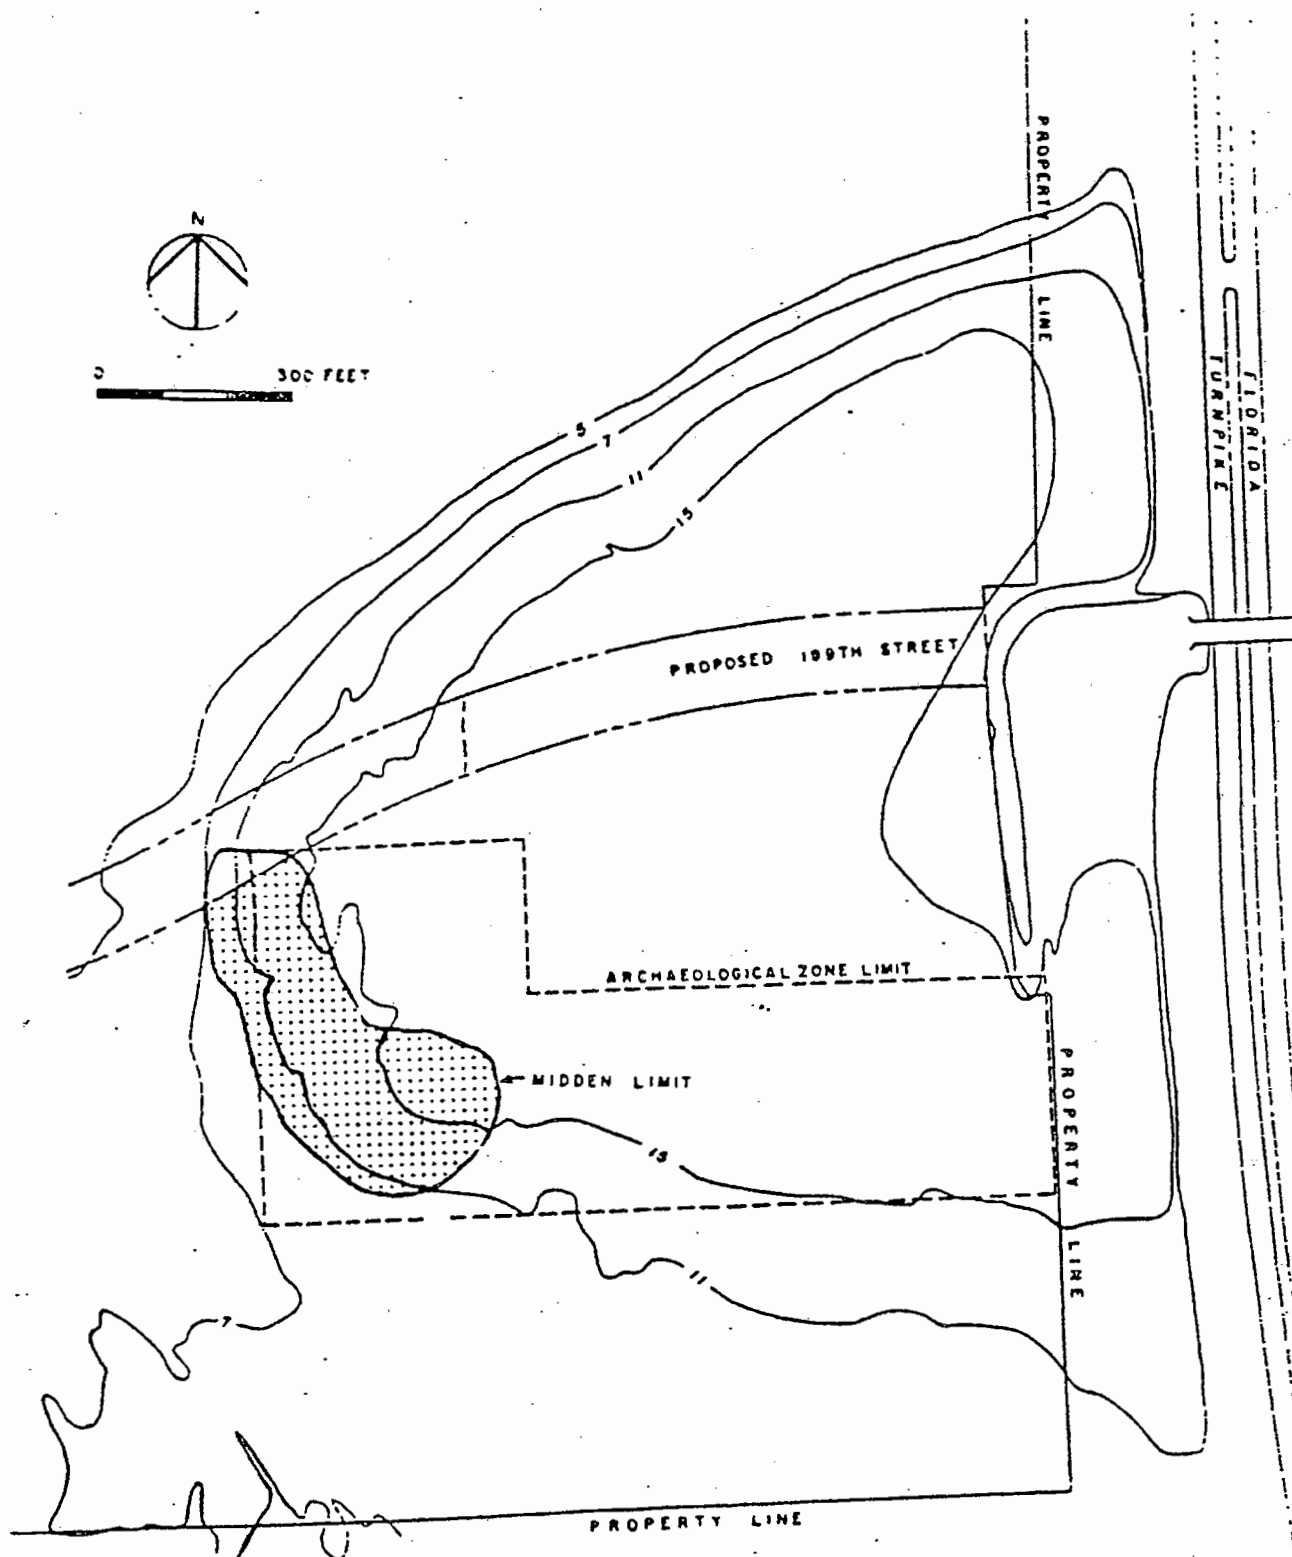 PROPERTY LINE
N
0 300 FEET
FLORIDA
TURNPIKE
5
7
11
15
PROPOSED 199TH STREET
ARCHAEOLOGICAL ZONE LIMIT
MIDDEN LIMIT
PROPERTY LINE
15
11
7
PROPERTY LINE